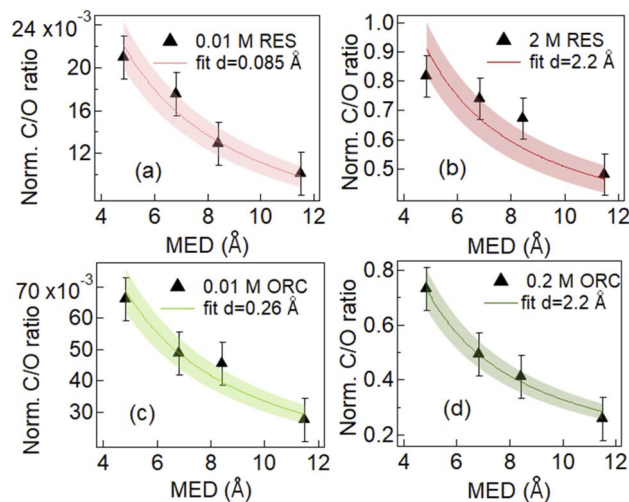 24 x10⁻³
20
16
12
Norm. C/O ratio
0.01 M RES
fit d=0.085 Å
(a)
4 6 8 10 12
MED (Å)
1.0
0.9
0.8
0.7
0.6
0.5
Norm. C/O ratio
2 M RES
fit d=2.2 Å
(b)
4 6 8 10 12
MED (Å)
70 x10⁻³
60
50
40
30
Norm. C/O ratio
0.01 M ORC
fit d=0.26 Å
(c)
4 6 8 10 12
MED (Å)
0.8
0.6
0.4
0.2
Norm. C/O ratio
0.2 M ORC
fit d=2.2 Å
(d)
4 6 8 10 12
MED (Å)